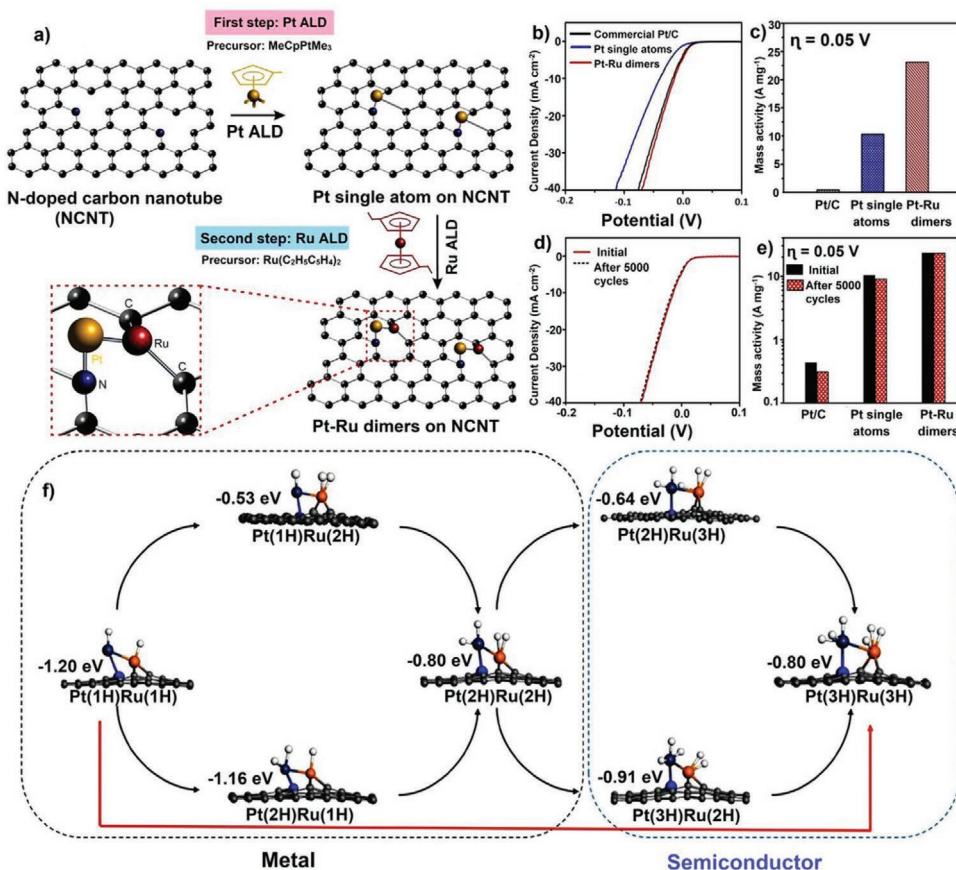 a)
First step: Pt ALD
Precursor: MeCpPtMe₃
Pt ALD
N-doped carbon nanotube
(NCNT)
Pt single atom on NCNT
Second step: Ru ALD
Precursor: Ru(C₂H₅C₅H₄)₂
Ru ALD
C
Ru
Pt
C
N
Pt-Ru dimers on NCNT
b)
Commercial Pt/C
Pt single atoms
Pt-Ru dimers
Current Density (mA cm⁻²)
0
-10
-20
-30
-40
-0.2
-0.1
0.0
0.1
Potential (V)
c)
η = 0.05 V
Mass activity (A mg⁻¹)
30
25
20
15
10
5
0
Pt/C
Pt single
atoms
Pt-Ru
dimers
d)
Initial
After 5000
cycles
Current Density (mA cm⁻²)
0
-10
-20
-30
-40
-0.2
-0.1
0.0
0.1
Potential (V)
e)
η = 0.05 V
Initial
After 5000
cycles
Mass activity (A mg⁻¹)
10
1
0.1
Pt/C
Pt single
atoms
Pt-Ru
dimers
f)
-0.53 eV
Pt(1H)Ru(2H)
-0.64 eV
Pt(2H)Ru(3H)
-1.20 eV
Pt(1H)Ru(1H)
-0.80 eV
Pt(2H)Ru(2H)
-0.80 eV
Pt(3H)Ru(3H)
-1.16 eV
Pt(2H)Ru(1H)
-0.91 eV
Pt(3H)Ru(2H)
Metal
Semiconductor